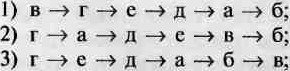 1) в → г → е → д → а → б;
2) г → а → д → е → в → б;
3) г → е → д → а → б → в;